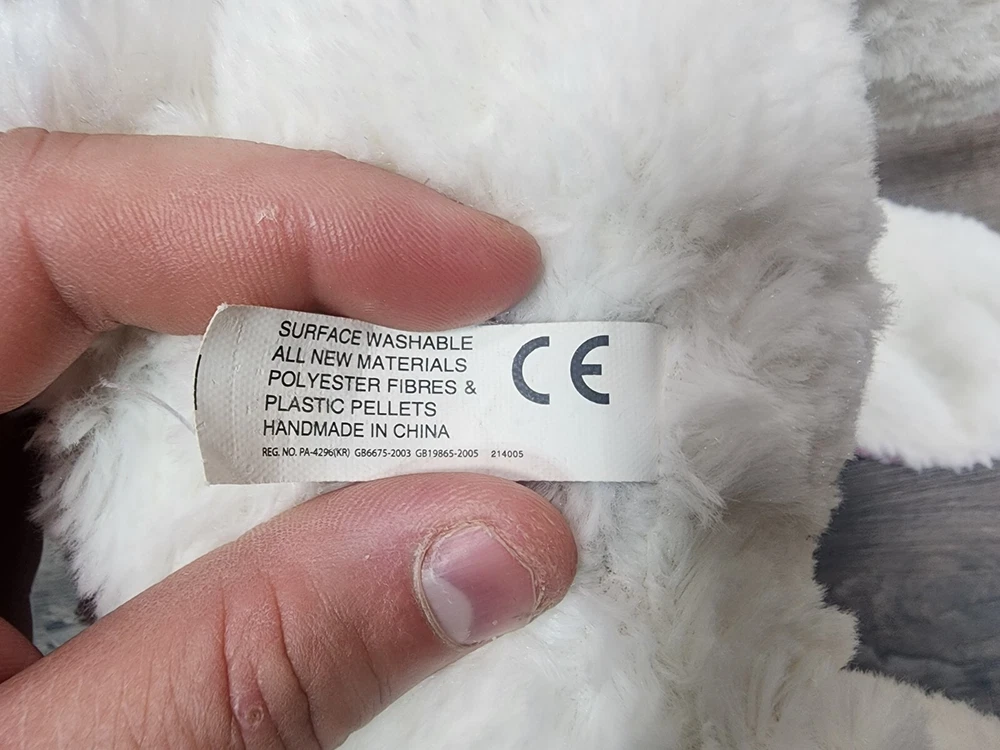 SURFACE WASHABLE
ALL NEW MATERIALS
POLYESTER FIBRES &
PLASTIC PELLETS
HANDMADE IN CHINA
REG. NO. PA-4296(KR) GB6675-2003 GB19865-2005 214005
CE